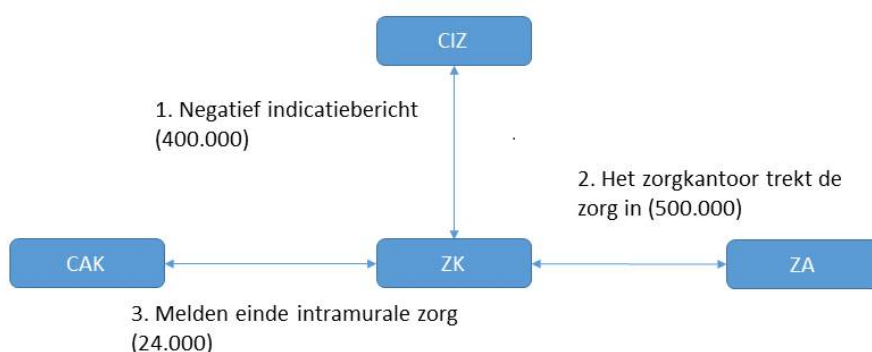 CIZ
1. Negatief indicatiebericht
(400.000)
2. Het zorgkantoor trekt de
zorg in (500.000)
CAK
ZK
ZA
3. Melden einde intramurale zorg
(24.000)